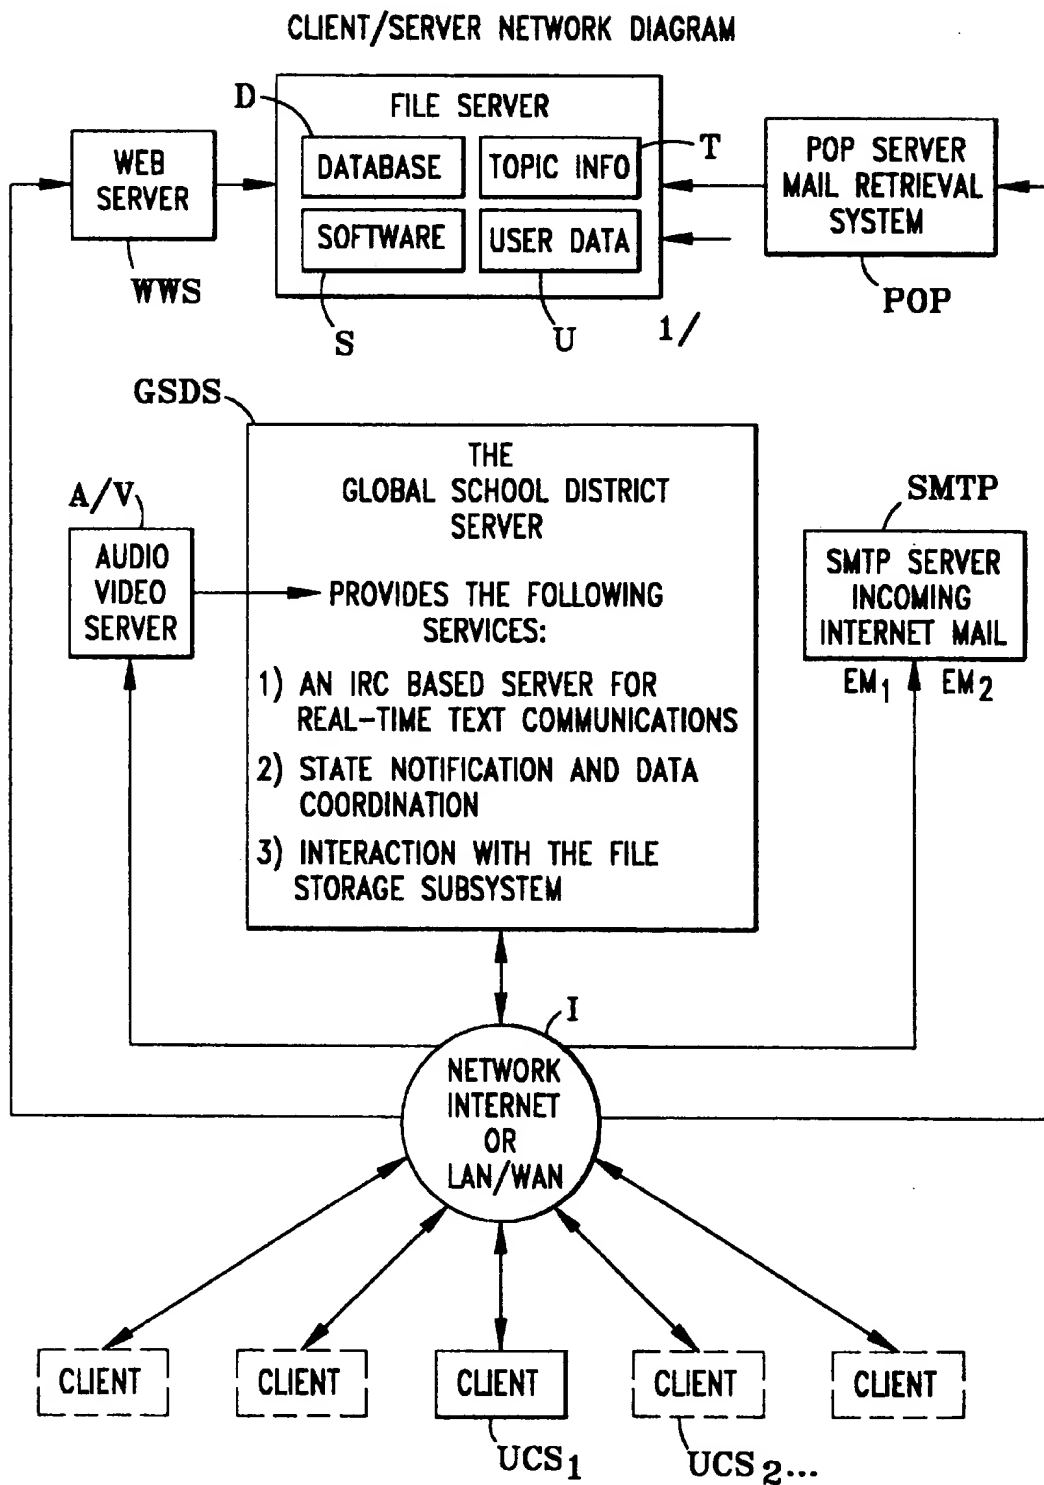 CLIENT/SERVER NETWORK DIAGRAM
D
FILE SERVER
T
WEB
SERVER
DATABASE
TOPIC INFO
SOFTWARE
USER DATA
POP SERVER
MAIL RETRIEVAL
SYSTEM
WWS
S
U
1/
POP
GSDS
THE
GLOBAL SCHOOL DISTRICT
SERVER
A/V
AUDIO
VIDEO
SERVER
PROVIDES THE FOLLOWING
SERVICES:
SMTP
SMTP SERVER
INCOMING
INTERNET MAIL
EM1 EM2
1) AN IRC BASED SERVER FOR
REAL-TIME TEXT COMMUNICATIONS
2) STATE NOTIFICATION AND DATA
COORDINATION
3) INTERACTION WITH THE FILE
STORAGE SUBSYSTEM
I
NETWORK
INTERNET
OR
LAN/WAN
CLIENT
CLIENT
CLIENT
CLIENT
CLIENT
UCS1
UCS2...